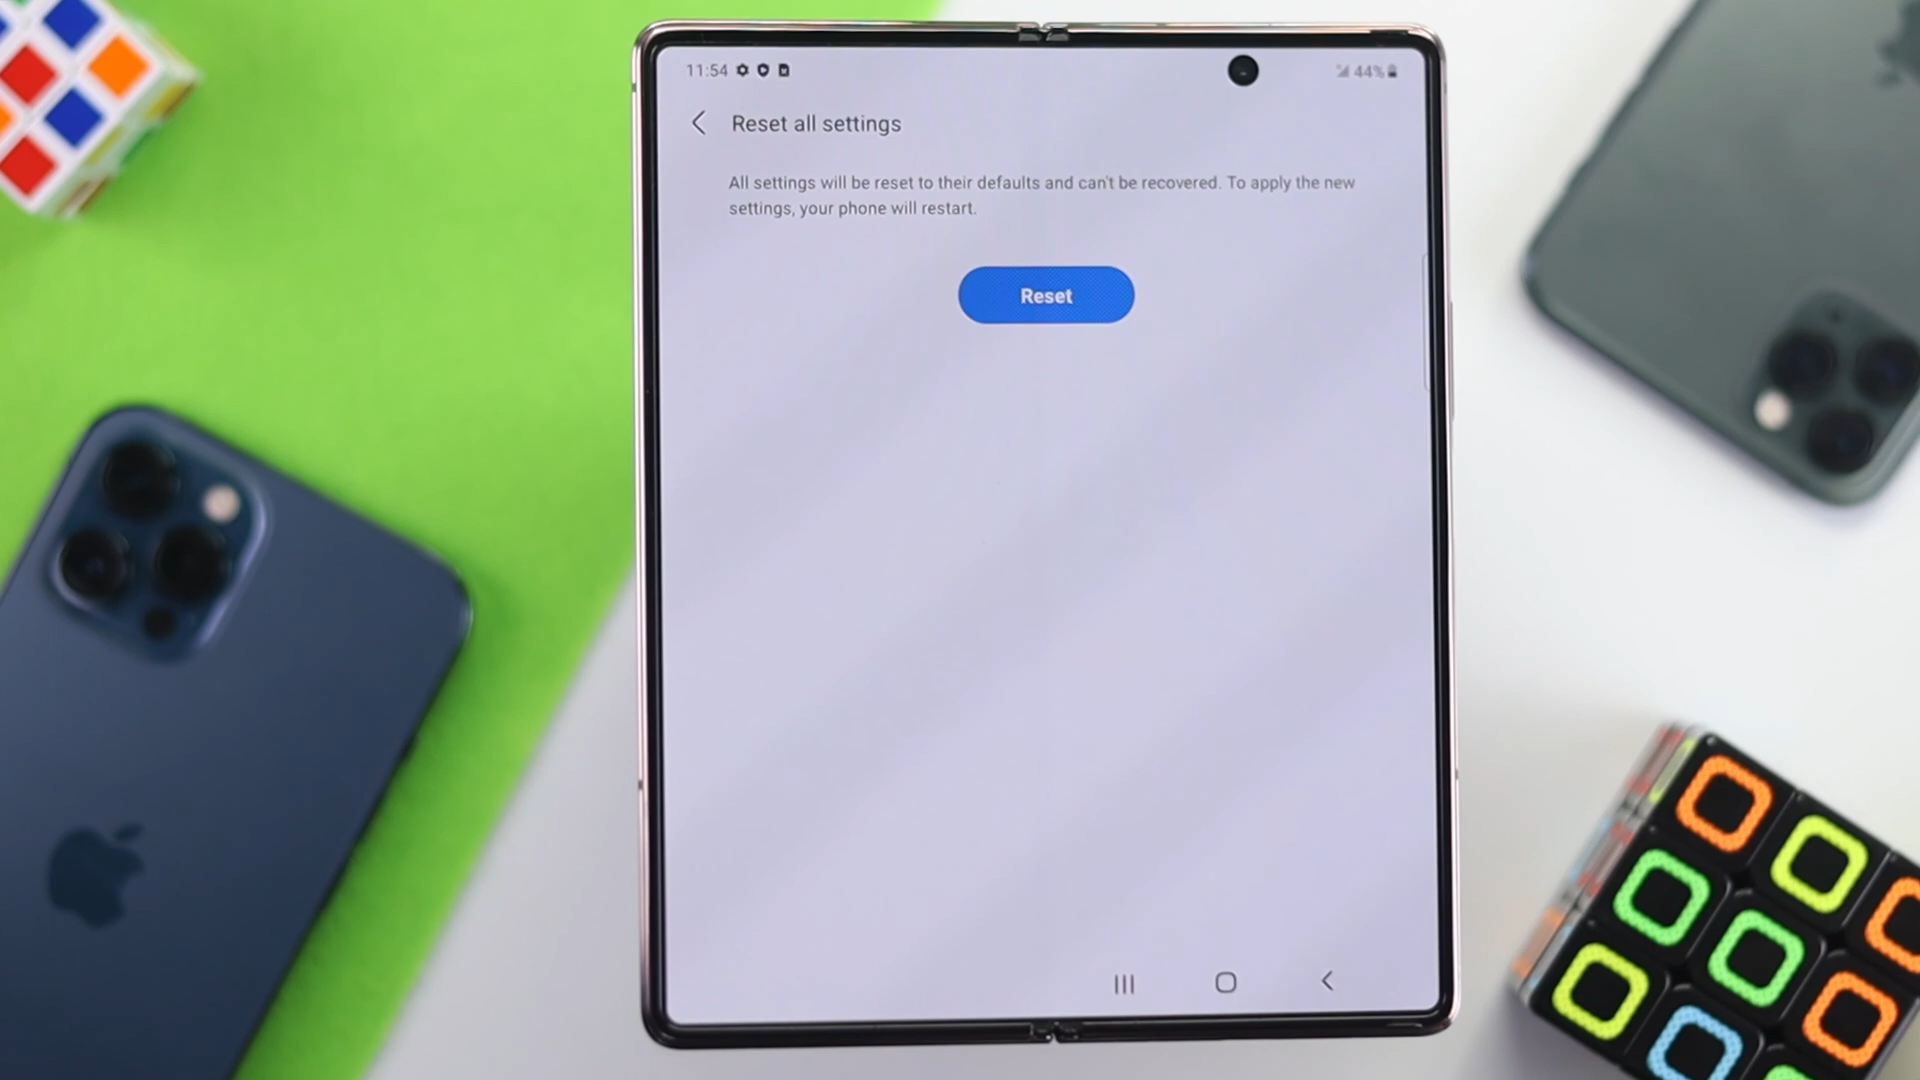 11:54
44%
Reset all settings
All settings will be reset to their defaults and can't be recovered. To apply the new
settings, your phone will restart.
Reset